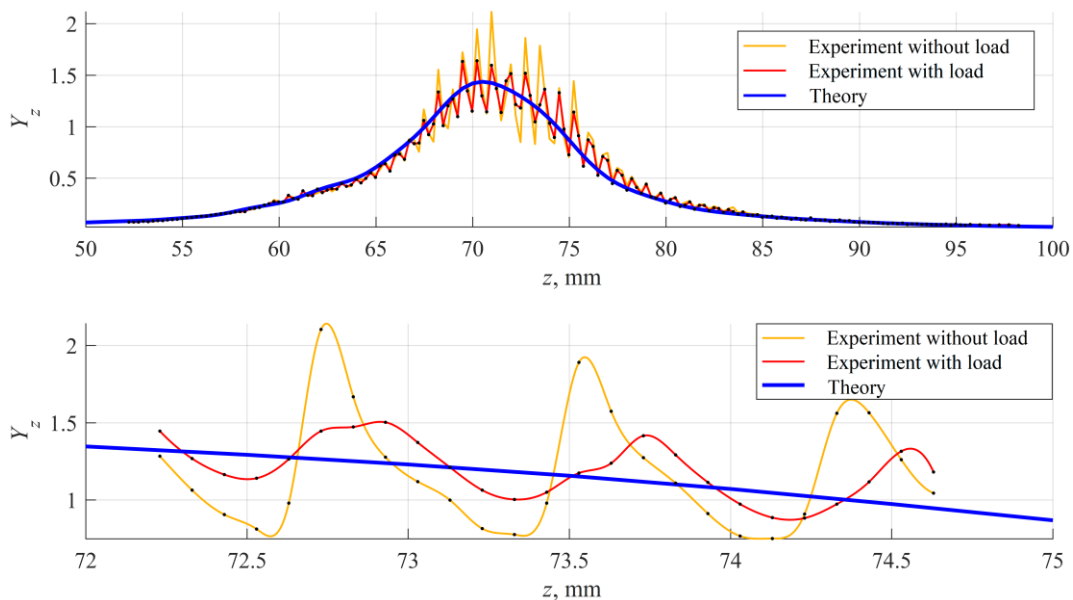 2
1.5
1
0.5
Y_z
Experiment without load
Experiment with load
Theory
50 55 60 65 70 75 80 85 90 95 100
z, mm
2
1.5
1
Y_z
Experiment without load
Experiment with load
Theory
72 72.5 73 73.5 74 74.5 75
z, mm